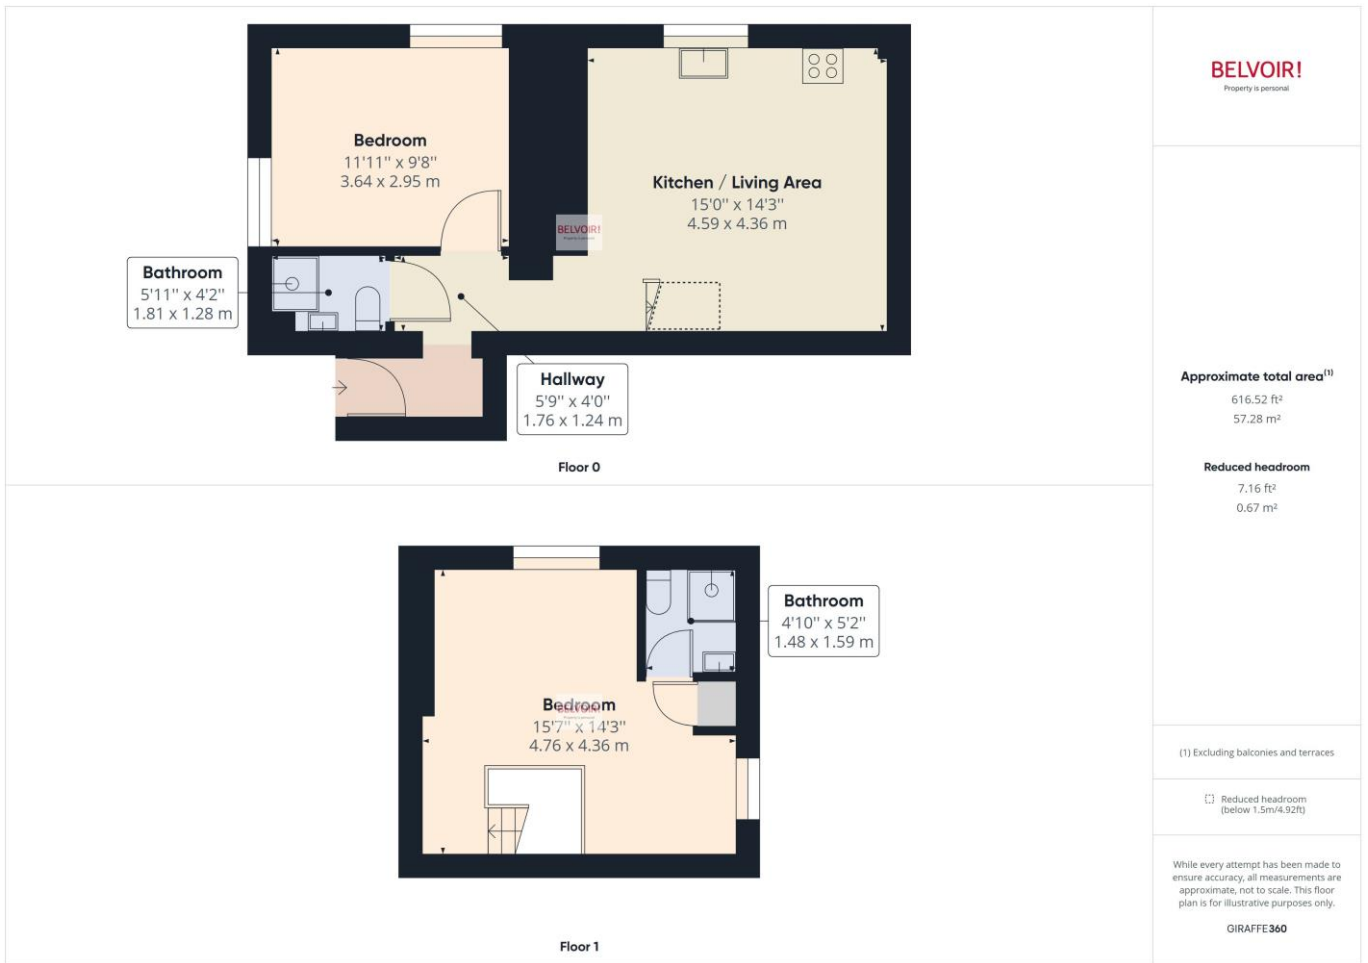 Bedroom
11'11" x 9'8"
3.64 x 2.95 m
Kitchen / Living Area
15'0" x 14'3"
4.59 x 4.36 m
BELVOIR!
Bathroom
5'11" x 4'2"
1.81 x 1.28 m
Hallway
5'9" x 4'0"
1.76 x 1.24 m
Floor 0
Bathroom
4'10" x 5'2"
1.48 x 1.59 m
Bedroom
15'7" x 14'3"
4.76 x 4.36 m
BELVOIR!
Floor 1
BELVOIR!
Property is personal
Approximate total area(1)
616.52 ft²
57.28 m²
Reduced headroom
7.16 ft²
0.67 m²
(1) Excluding balconies and terraces
Reduced headroom
(below 1.5m/4.92ft)
While every attempt has been made to
ensure accuracy, all measurements are
approximate, not to scale. This floor
plan is for illustrative purposes only.
GIRAFFE360